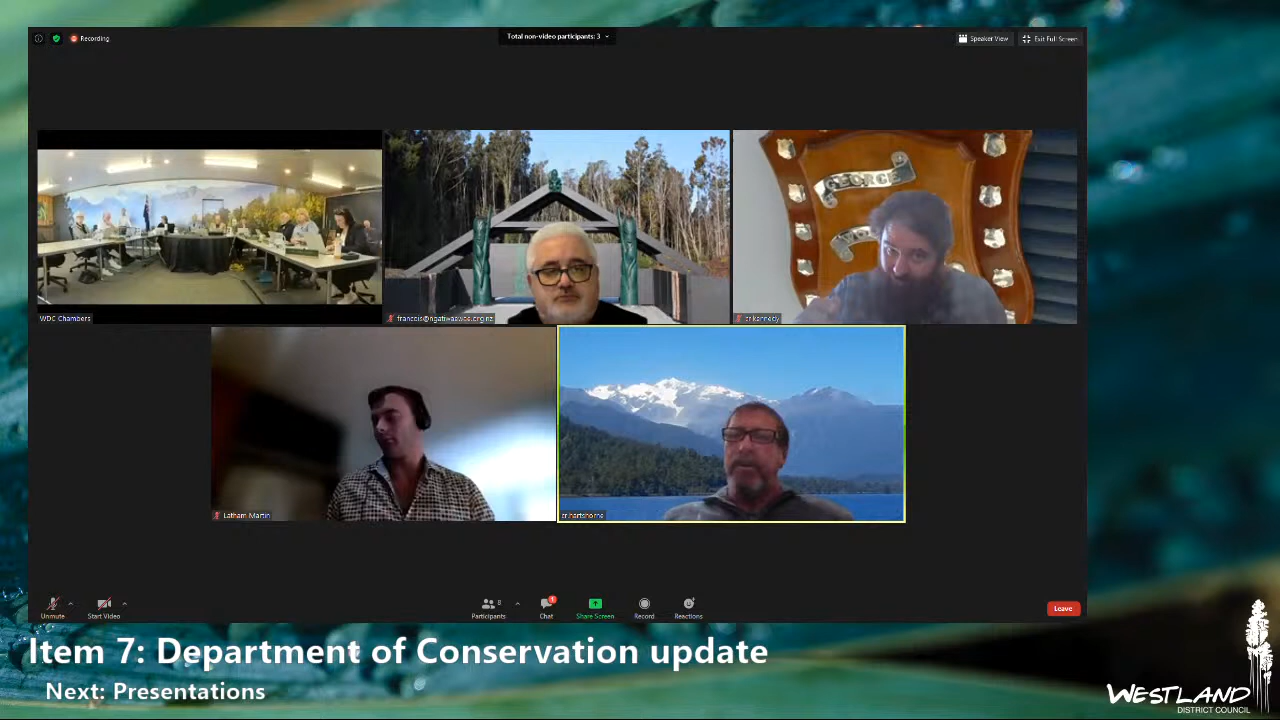 Recording
Total non-video participants: 3
Speaker View
Exit Full Screen
GEORGE
WDC Chambers
francois@ngatiwaewae.org.nz
cr.kennedy
Latham Martin
cr.hartshorne
Unmute
Start Video
Participants
8
Chat
1
Share Screen
Record
Reactions
Leave
Item 7: Department of Conservation update
Next: Presentations
WESTLAND
DISTRICT COUNCIL